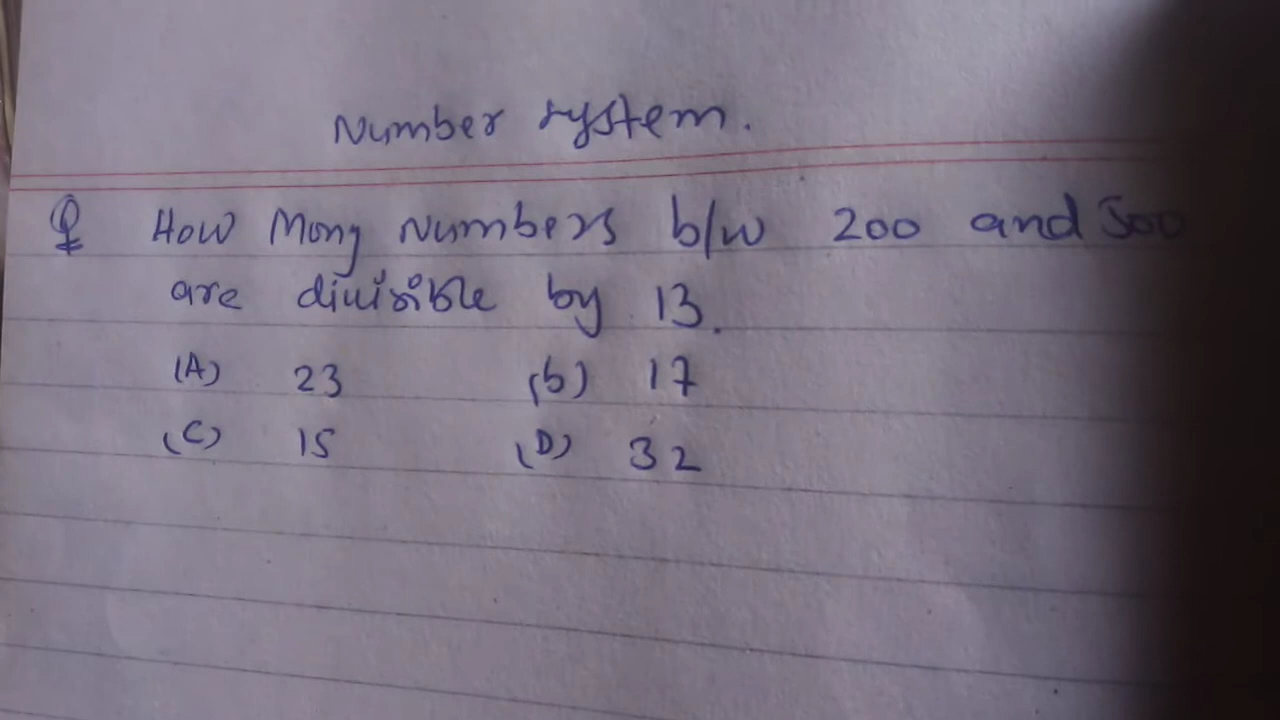 Number system.
Q How Many Numbers b/w 200 and 500
are divisible by 13.
(A) 23 (b) 17
(C) 15 (D) 32